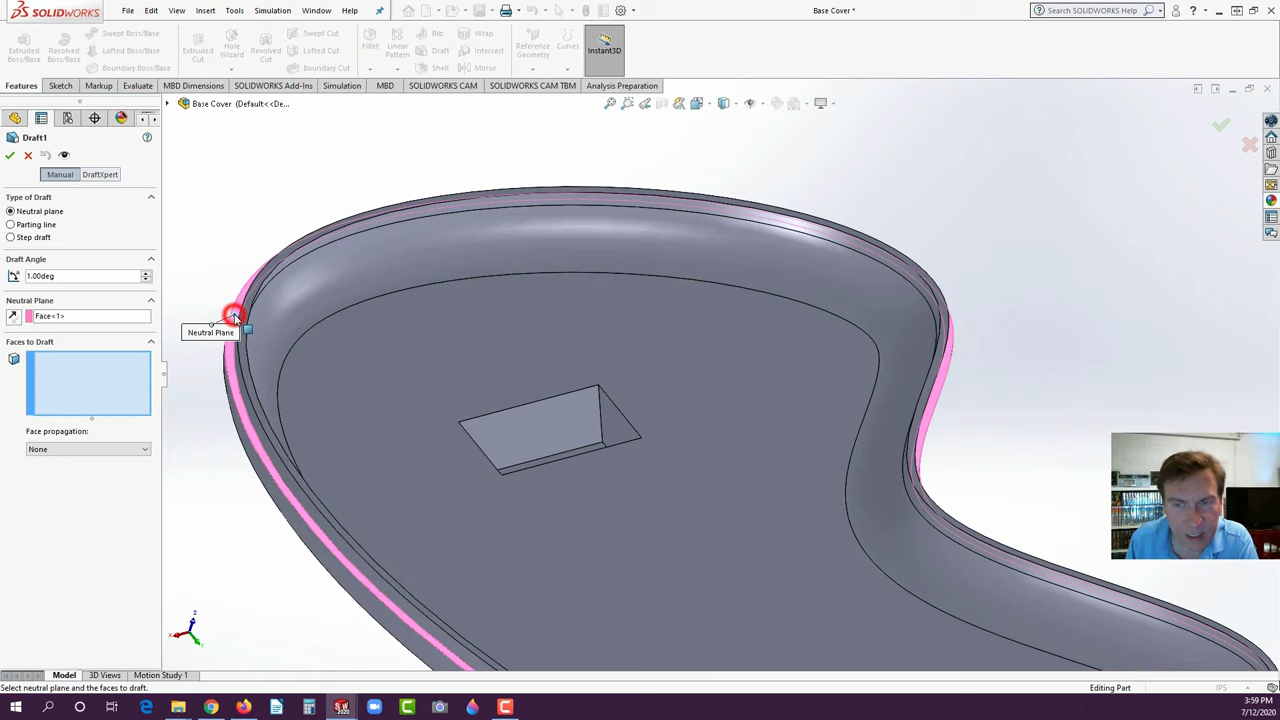 SOLIDWORKS File Edit View Insert Tools Simulation Window Help Base Cover * Search SOLIDWORKS Help
Extruded Boss/Base
Revolved Boss/Base
Swept Boss/Base
Lofted Boss/Base
Boundary Boss/Base
Extruded Cut
Hole Wizard
Revolved Cut
Swept Cut
Lofted Cut
Boundary Cut
Fillet
Linear Pattern
Rib
Draft
Shell
Wrap
Intersect
Mirror
Reference Geometry
Curves
Instant3D
Features Sketch Markup Evaluate MBD Dimensions SOLIDWORKS Add-Ins Simulation MBD SOLIDWORKS CAM SOLIDWORKS CAM TBM Analysis Preparation
Base Cover (Default<<De...
Draft1
Manual DraftXpert
Type of Draft
Neutral plane
Parting line
Step draft
Draft Angle
1.00deg
Neutral Plane
Face<1>
Neutral Plane
Faces to Draft
Face propagation:
None
Z
X
Y
Model 3D Views Motion Study 1
Select neutral plane and the faces to draft. Editing Part IPS
SW
2020
3:59 PM
7/12/2020